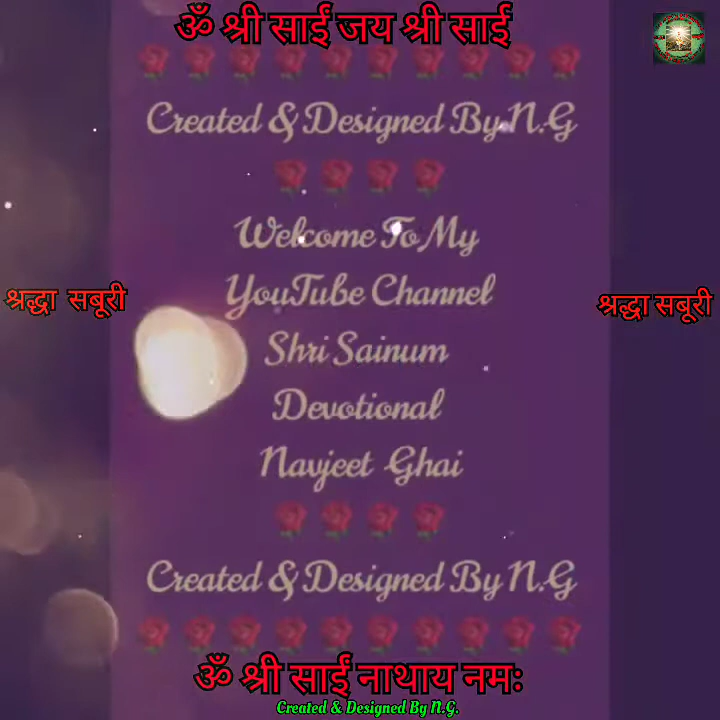 ॐ श्री साईं जय श्री साईं
Created & Designed By N.G
Welcome To My
YouTube Channel
श्रद्धा सबूरी
श्रद्धा सबूरी
Shri Sainum
Devotional
Navjeet Ghai
Created & Designed By N.G
ॐ श्री साईं नाथाय नमः
Created & Designed By N.G.